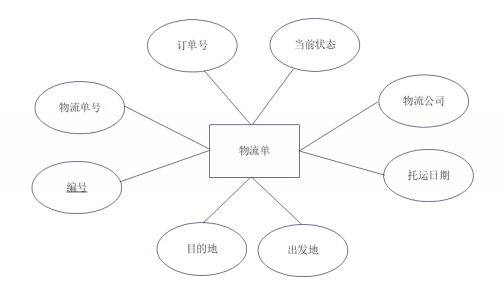 订单号
当前状态
物流单号
物流公司
物流单
编号
托运日期
目的地
出发地